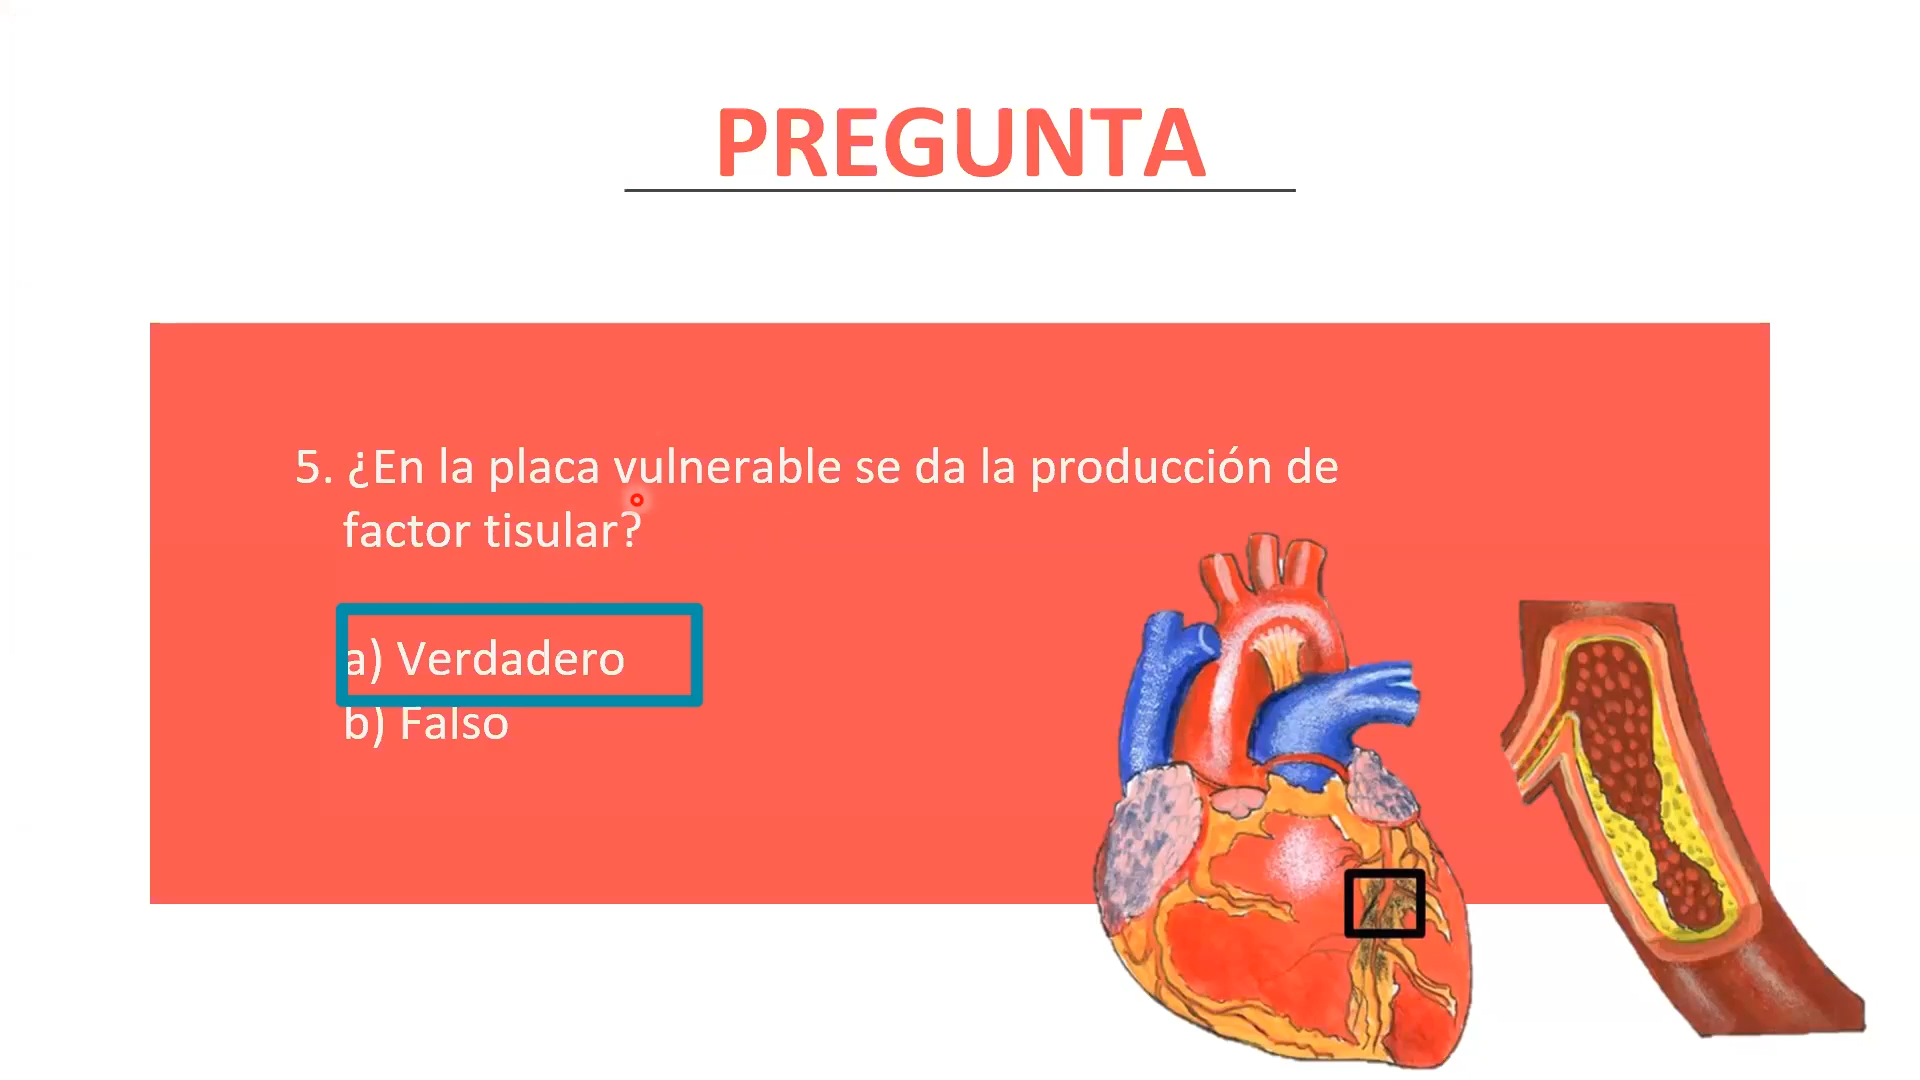 PREGUNTA
5. ¿En la placa vulnerable se da la producción de
factor tisular?
a) Verdadero
b) Falso